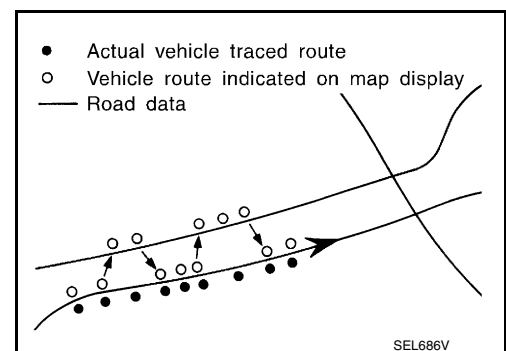 Actual vehicle traced route
Vehicle route indicated on map display
Road data
SEL686V